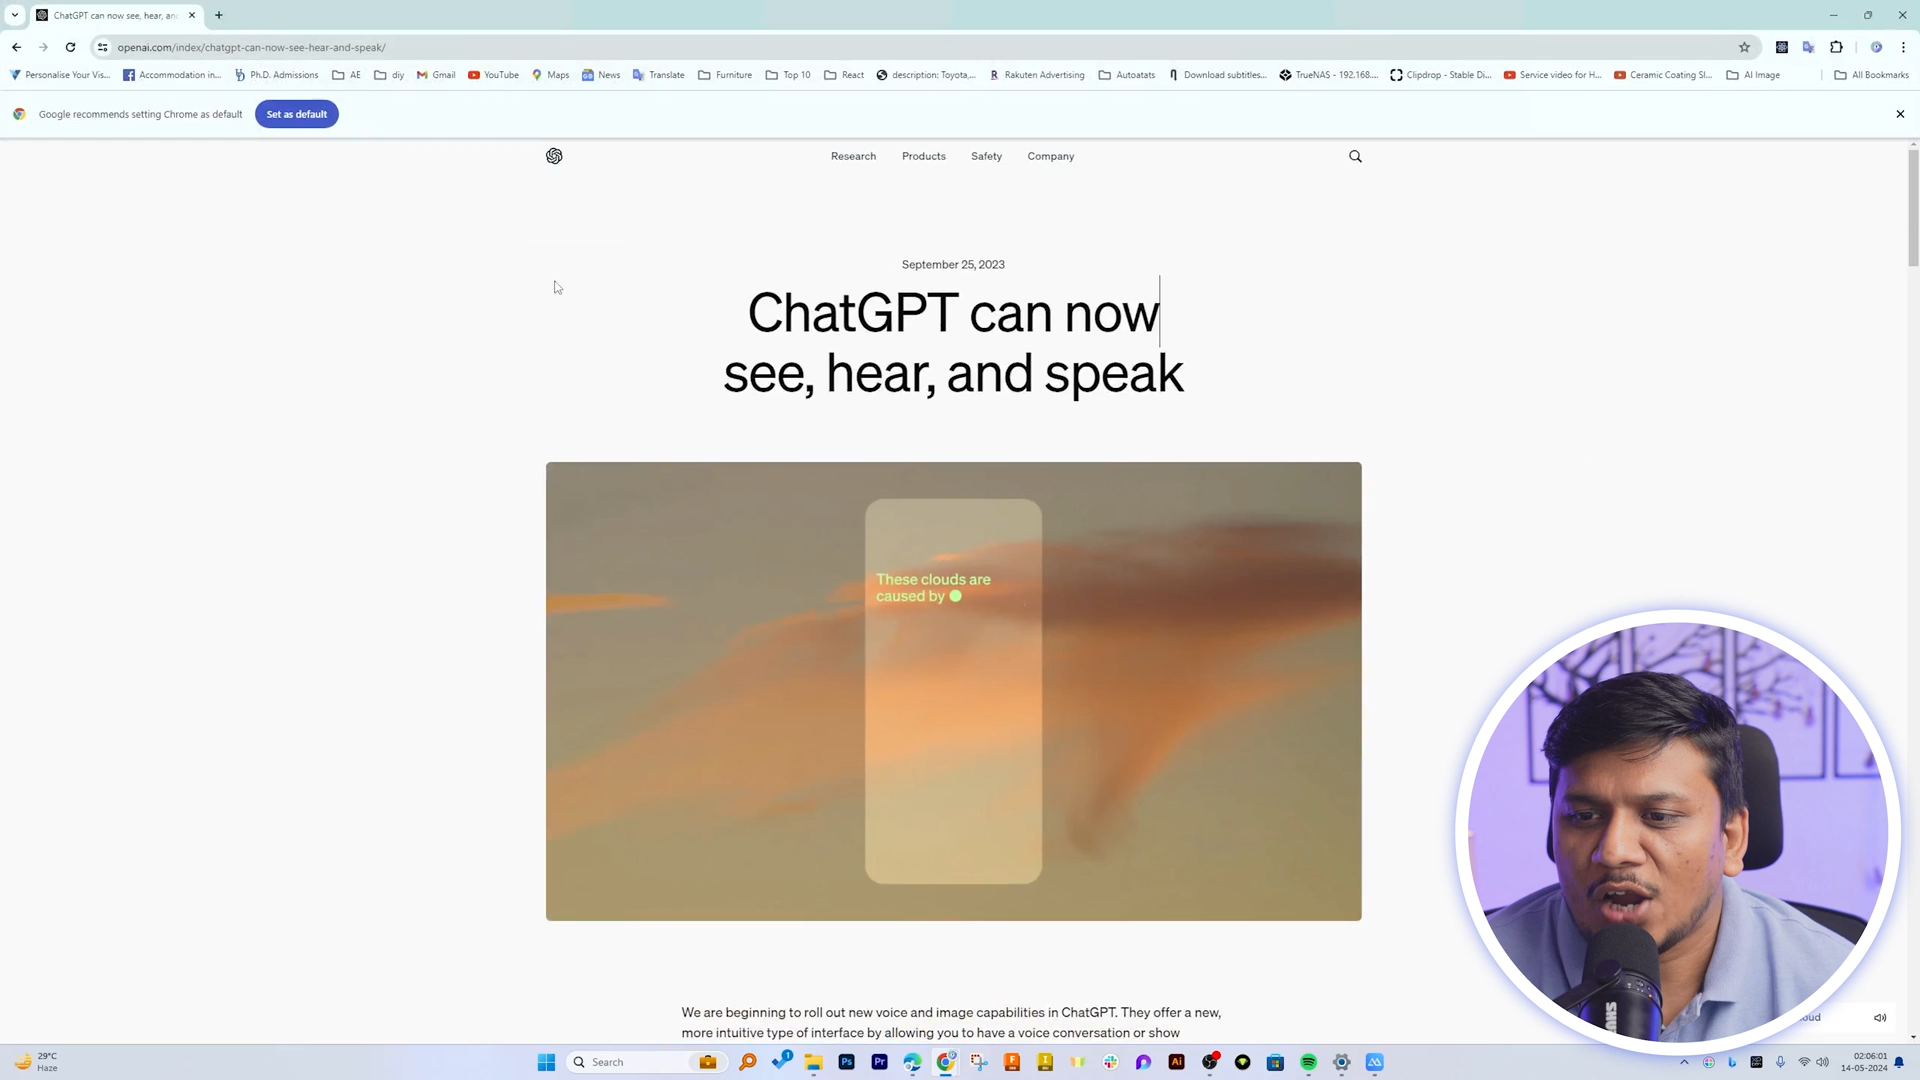 ChatGPT can now see, hear, an
openai.com/index/chatgpt-can-now-see-hear-and-speak/
Personalise Your Vis...
Accommodation in...
Ph.D. Admissions
AE
diy
Gmail
YouTube
Maps
News
Translate
Furniture
Top 10
React
description: Toyota,...
Rakuten Advertising
Autoatats
Download subtitles...
TrueNAS - 192.168....
Clipdrop - Stable Di...
Service video for H...
Ceramic Coating Sl...
AI Image
All Bookmarks
Google recommends setting Chrome as default
Set as default
Research
Products
Safety
Company
September 25, 2023
ChatGPT can now
see, hear, and speak
These clouds are
caused by
We are beginning to roll out new voice and image capabilities in ChatGPT. They offer a new,
more intuitive type of interface by allowing you to have a voice conversation or show
oud
29°C
Haze
Search
02:06:01
14-05-2024